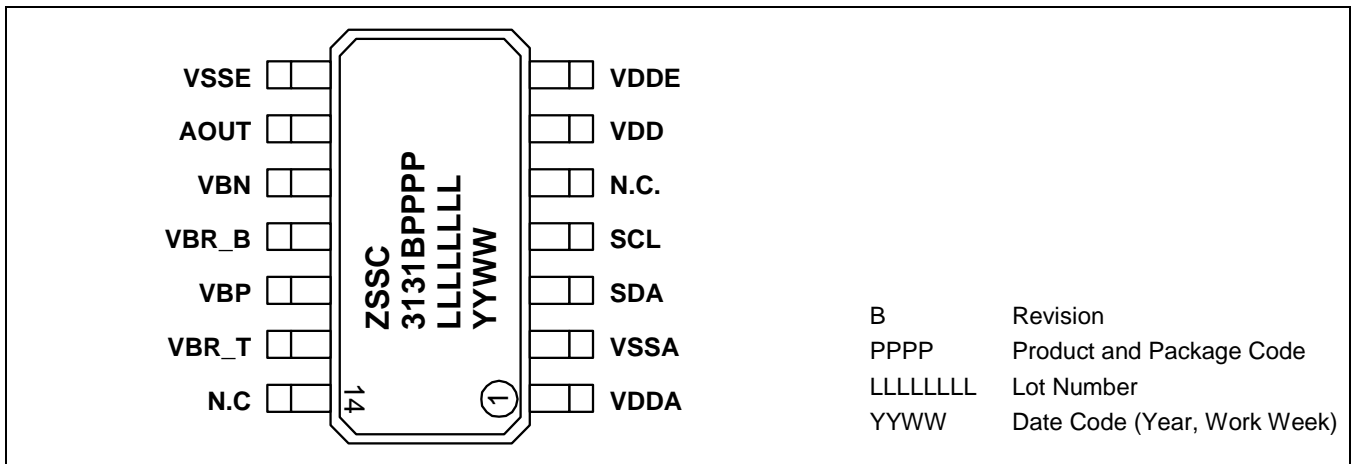 VSSE
AOUT
VBN
VBR_B
VBP
VBR_T
N.C
ZSSC
3131BPPPP
LLLLLLLL
YYWW
14
1
VDDE
VDD
N.C.
SCL
SDA
VSSA
VDDA
B Revision
PPPP Product and Package Code
LLLLLLLL Lot Number
YYWW Date Code (Year, Work Week)